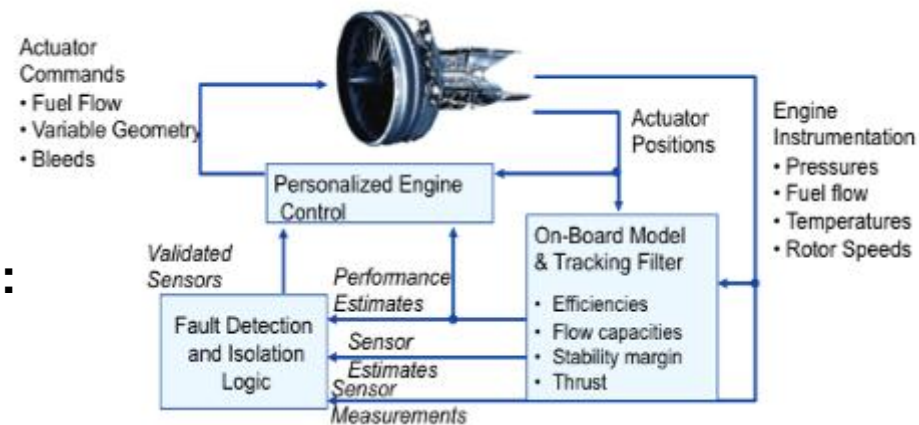 Actuator
Commands
• Fuel Flow
• Variable Geometry
• Bleeds
Actuator
Positions
Engine
Instrumentation
• Pressures
• Fuel flow
• Temperatures
• Rotor Speeds
Personalized Engine
Control
On-Board Model
& Tracking Filter
• Efficiencies
• Flow capacities
• Stability margin
• Thrust
Validated
Sensors
Performance
Estimates
:
Fault Detection
and Isolation
Logic
Sensor
Estimates
Sensor
Measurements